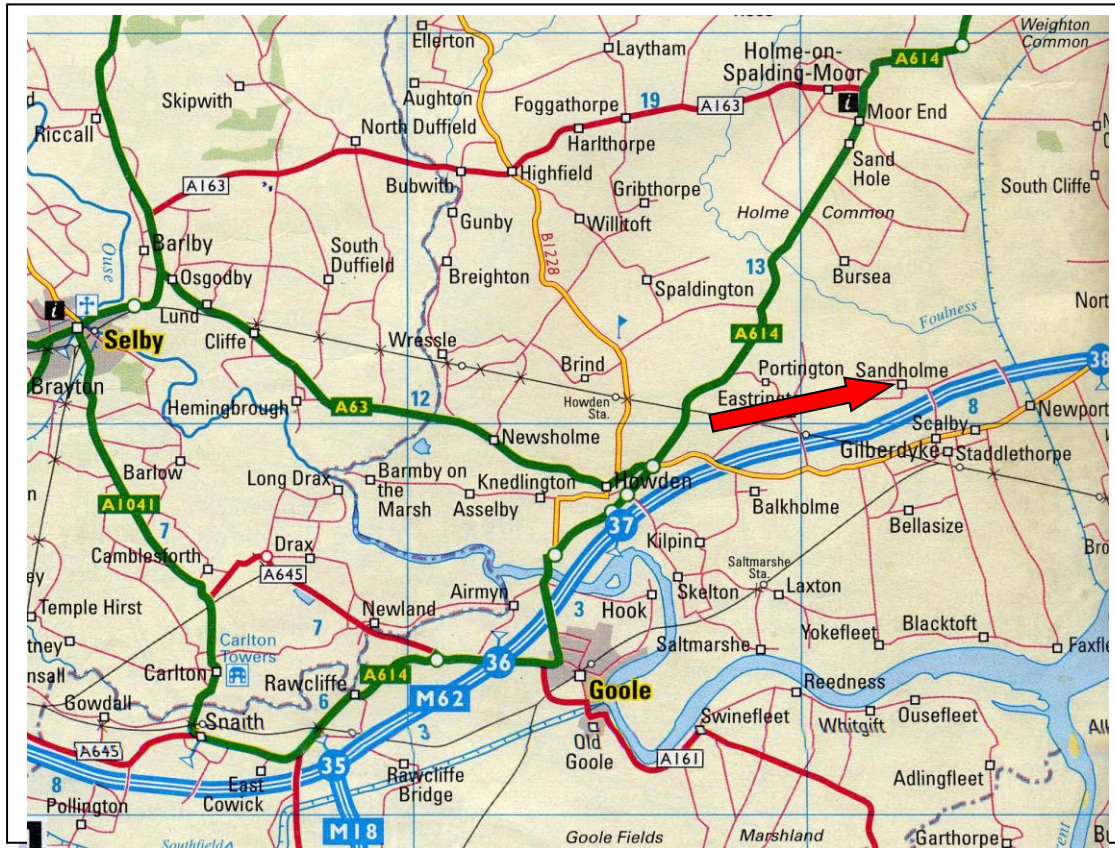 Ellerton
Laytham
Holme-on-
Spalding-Moor
A614
Weighton
Common
Skipwith
Aughton
Foggathorpe
19
A163
i
Moor End
Riccall
North Duffield
Harlthorpe
Sand
Hole
A163
Bubwith
Highfield
Gribthorpe
South Cliffe
Ouse
Gunby
Willitoft
Holme Common
Barlby
South
Duffield
B1228
Osgodby
Breighton
13
Bursea
Spaldington
i
Lund
Foulness
Selby
Cliffe
Wressle
A614
Brayton
Brind
Portington
Sandholme
38
Hemingbrough
12
Howden
Sta.
A63
8
Newsholme
Scalby
Gilberdyke
Staddlethorpe
Barlow
Long Drax
Barmby on
the
Marsh
Knedlington
Howden
Asselby
A1041
37
Balkholme
Bellasize
7
Camblesforth
Drax
Kilpin
A645
Saltmarshe
Sta.
Airmyn
Skelton
Laxton
Temple Hirst
Newland
3
Hook
7
Yokefleet
Blacktoft
Carlton
Towers
Saltmarshe
Carlton
A614
36
Rawcliffe
Goole
Reedness
Gowdall
6
M62
Whitgift
Ousefleet
Snaith
3
Swinefleet
A645
Old
Goole
A161
35
8
East
Cowick
Rawcliffe
Bridge
Adlingfleet
Pollington
M18
Southfield
Goole Fields
Marshland
Garthorpe